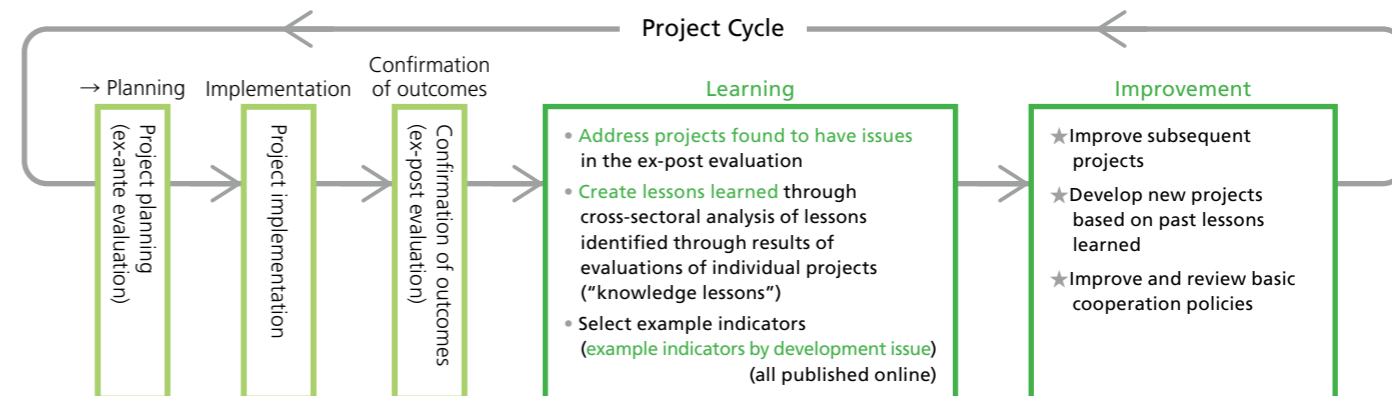 Project Cycle
→ Planning
Project planning
(ex-ante evaluation)
Implementation
Project implementation
Confirmation
of outcomes
Confirmation of outcomes
(ex-post evaluation)
Learning
• Address projects found to have issues
in the ex-post evaluation
• Create lessons learned through
cross-sectoral analysis of lessons
identified through results of
evaluations of individual projects
(“knowledge lessons”)
• Select example indicators
(example indicators by development issue)
(all published online)
Improvement
★Improve subsequent
projects
★Develop new projects
based on past lessons
learned
★Improve and review basic
cooperation policies